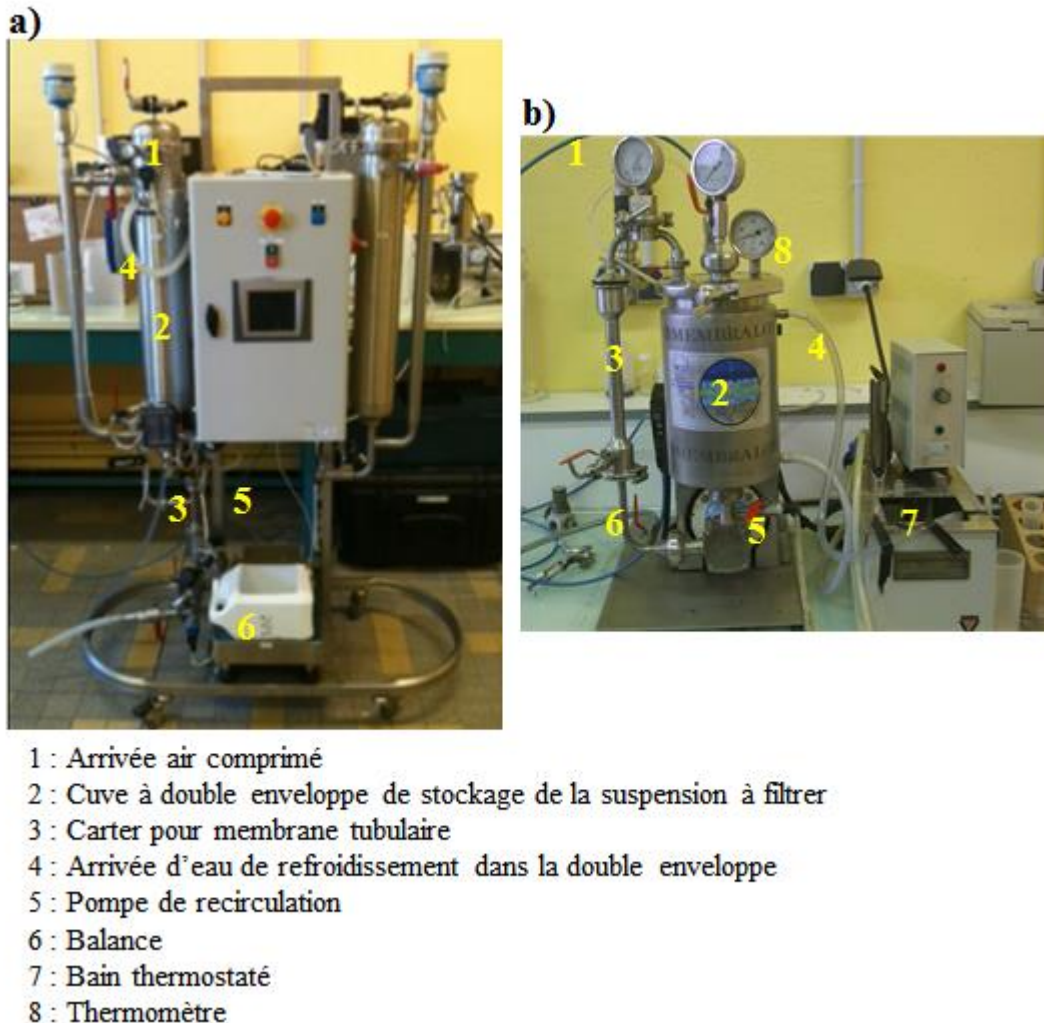 a)
1
4
2
5
3
6
b)
1
8
3
4
2
6
5
7
MEMBRALO
MEMBRALO
1 : Arrivée air comprimé
2 : Cuve à double enveloppe de stockage de la suspension à filtrer
3 : Carter pour membrane tubulaire
4 : Arrivée d’eau de refroidissement dans la double enveloppe
5 : Pompe de recirculation
6 : Balance
7 : Bain thermostaté
8 : Thermomètre